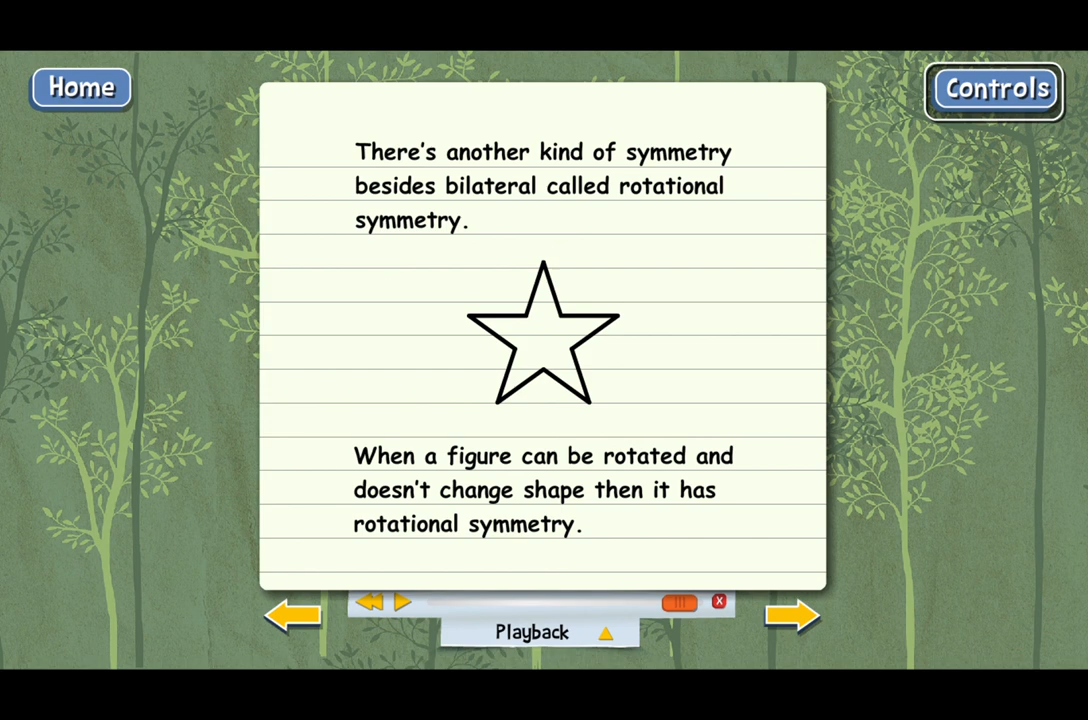 Home
Controls
There's another kind of symmetry
besides bilateral called rotational
symmetry.
When a figure can be rotated and
doesn't change shape then it has
rotational symmetry.
Playback